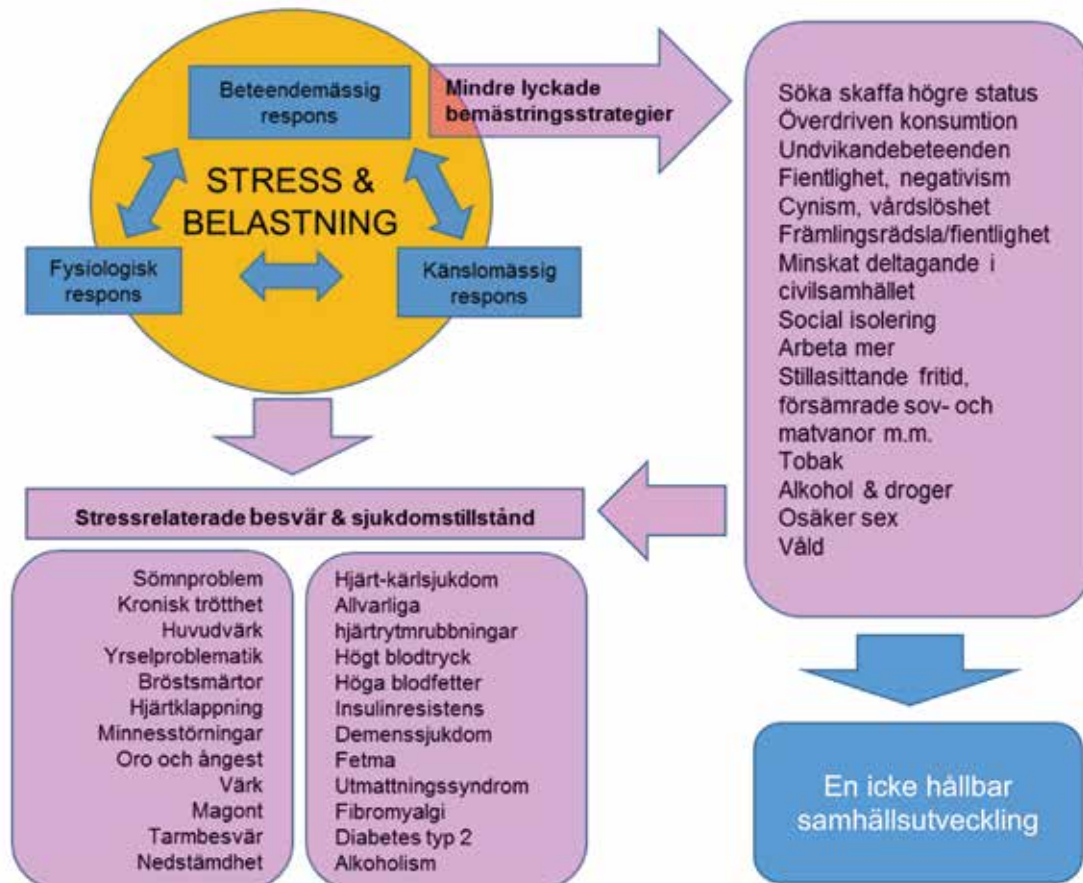 Beteendemässig
respons
STRESS &
BELASTNING
Fysiologisk
respons
Känslomässig
respons
Mindre lyckade
bemästringsstrategier
Söka skaffa högre status
Överdriven konsumtion
Undvikandebeteenden
Fientlighet, negativism
Cynism, vårdslöshet
Främlingsrädsla/fientlighet
Minskat deltagande i
civilsamhället
Social isolering
Arbeta mer
Stillasittande fritid,
försämrade sov- och
matvanor m.m.
Tobak
Alkohol & droger
Osäker sex
Våld
Stressrelaterade besvär & sjukdomstillstånd
Sömnproblem
Kronisk trötthet
Huvudvärk
Yrselproblematik
Bröstsmärtor
Hjärtklappning
Minnesstörningar
Oro och ångest
Värk
Magont
Tarmbesvär
Nedstämdhet
Hjärt-kärlsjukdom
Allvarliga
hjärtrytmrubbningar
Högt blodtryck
Höga blodfetter
Insulinresistens
Demenssjukdom
Fetma
Utmattningssyndrom
Fibromyalgi
Diabetes typ 2
Alkoholism
En icke hållbar
samhällsutveckling